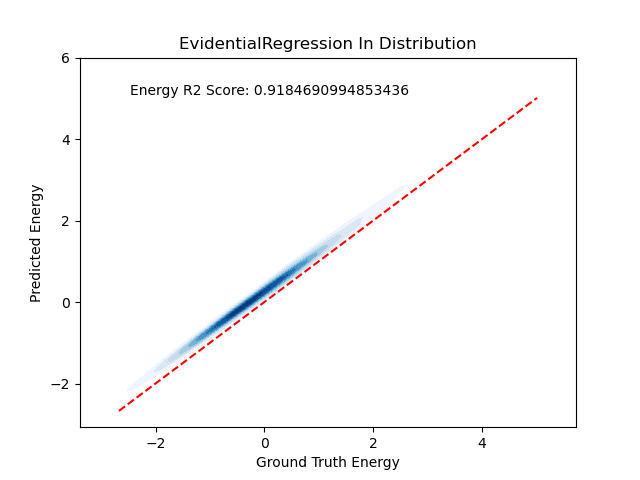 EvidentialRegression In Distribution
Energy R2 Score: 0.9184690994853436
6
4
2
0
−2
Predicted Energy
−2
0
2
4
Ground Truth Energy